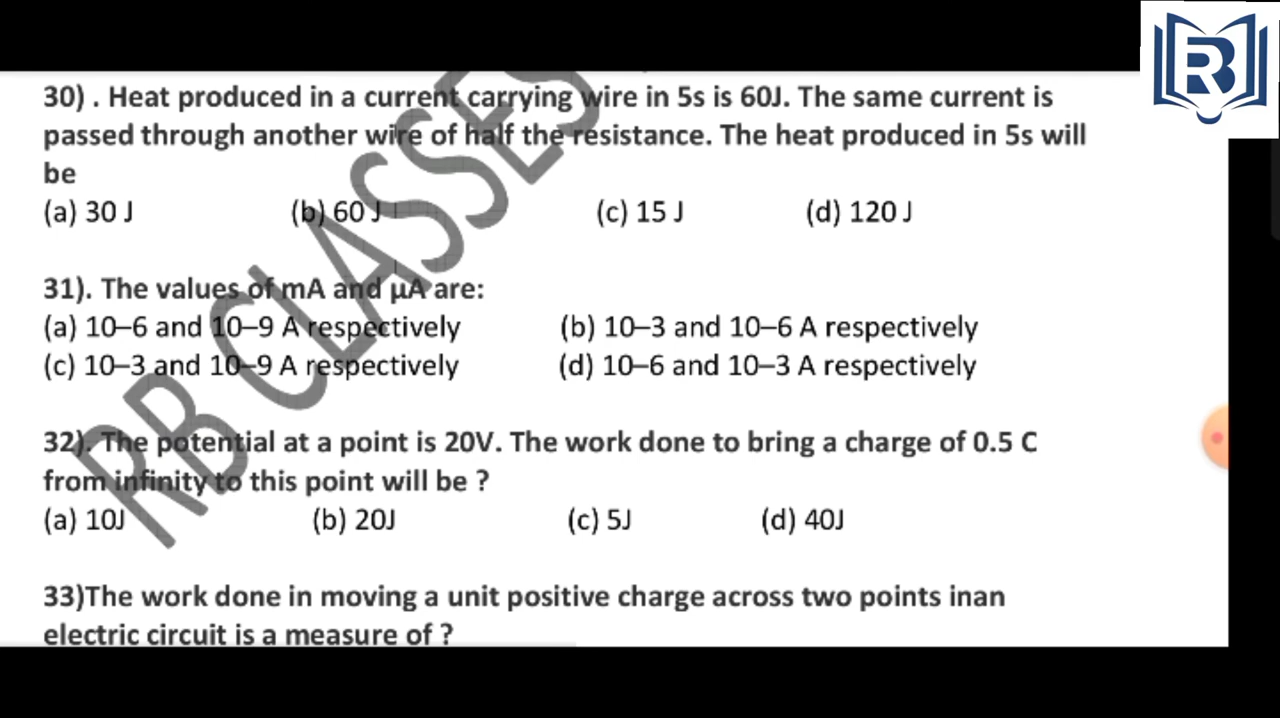 30) . Heat produced in a current carrying wire in 5s is 60J. The same current is
passed through another wire of half the resistance. The heat produced in 5s will
be
(a) 30 J (b) 60 J (c) 15 J (d) 120 J
31). The values of mA and µA are:
(a) 10–6 and 10–9 A respectively (b) 10–3 and 10–6 A respectively
(c) 10–3 and 10–9 A respectively (d) 10–6 and 10–3 A respectively
32). The potential at a point is 20V. The work done to bring a charge of 0.5 C
from infinity to this point will be ?
(a) 10J (b) 20J (c) 5J (d) 40J
33)The work done in moving a unit positive charge across two points inan
electric circuit is a measure of ?
RB CLASSES
R